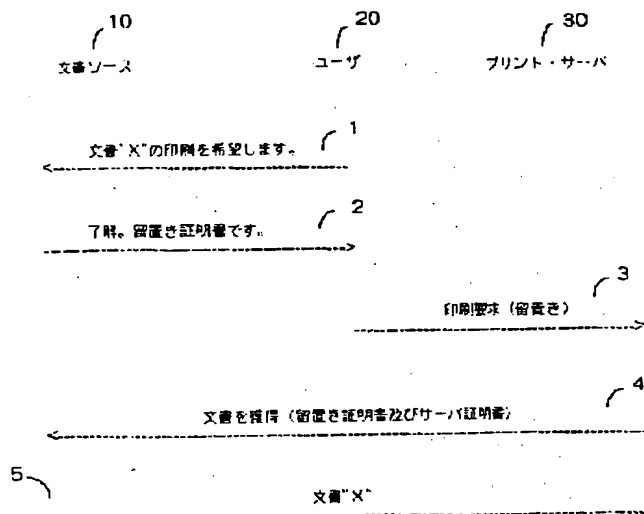 10 20 30
文書ソース ユーザ プリント・サーバ
1
文書"X"の印刷を希望します。
2
了解。留置き証明書です。
3
印刷要求(留置き)
4
文書を獲得(留置き証明書及びサーバ証明書)
5
文書"X"